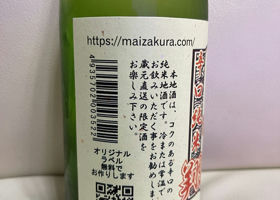 https://maizakura.com/
本地酒は、コクのある辛口の
純米地酒です。冷または常温で
お飲みいただく事をお勧めします。
蔵元直送の限定酒を
お楽しみ下さい。
4935702003522
オリジナル
ラベル
無料で
お作りします